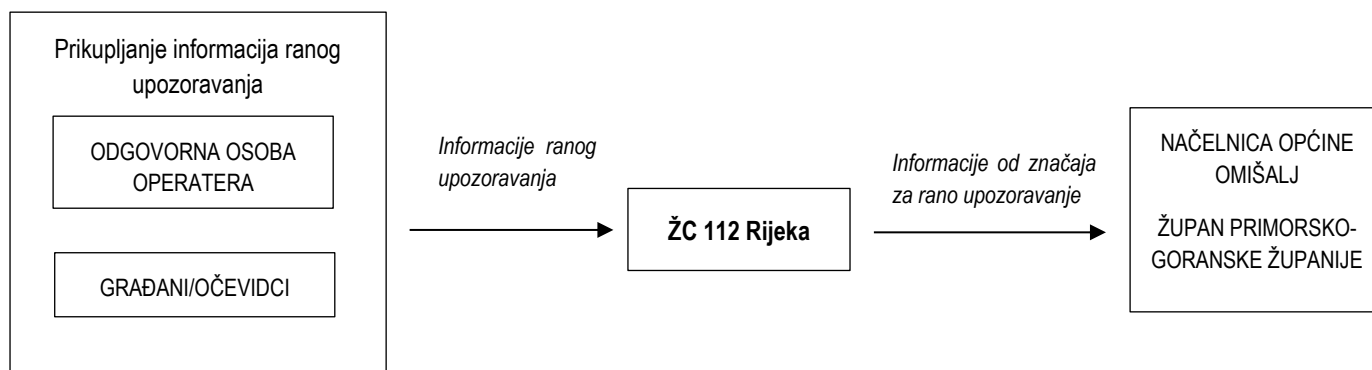 Prikupljanje informacija ranog
upozoravanja
ODGOVORNA OSOBA
OPERATERA
GRAĐANI/OČEVIDCI
Informacije ranog
upozoravanja
ŽC 112 Rijeka
Informacije od značaja
za rano upozoravanje
NAČELNICA OPĆINE
OMIŠALJ
ŽUPAN PRIMORSKO-
GORANSKE ŽUPANIJE